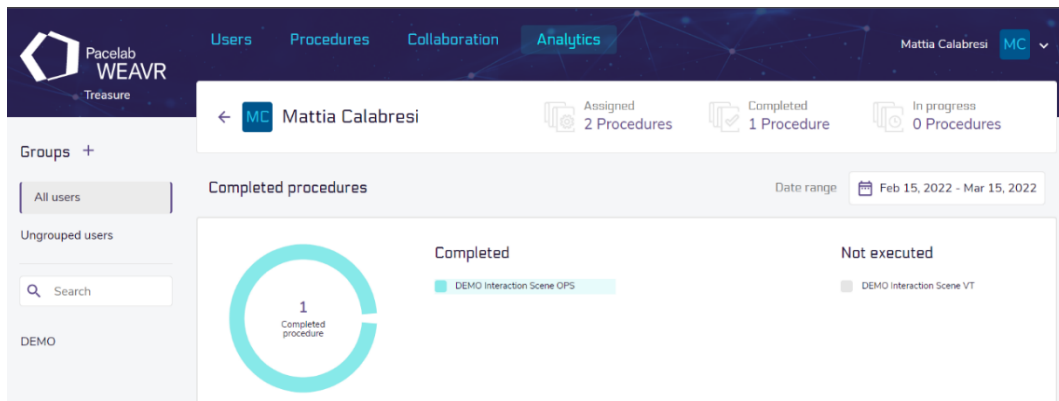 Pacelab
WEAVR
Treasure
Users Procedures Collaboration Analytics
Mattia Calabresi MC
Groups +
All users
Ungrouped users
Search
DEMO
← MC Mattia Calabresi
Assigned
2 Procedures
Completed
1 Procedure
In progress
0 Procedures
Completed procedures
Date range Feb 15, 2022 - Mar 15, 2022
1
Completed
procedure
Completed
DEMO Interaction Scene OPS
Not executed
DEMO Interaction Scene VT